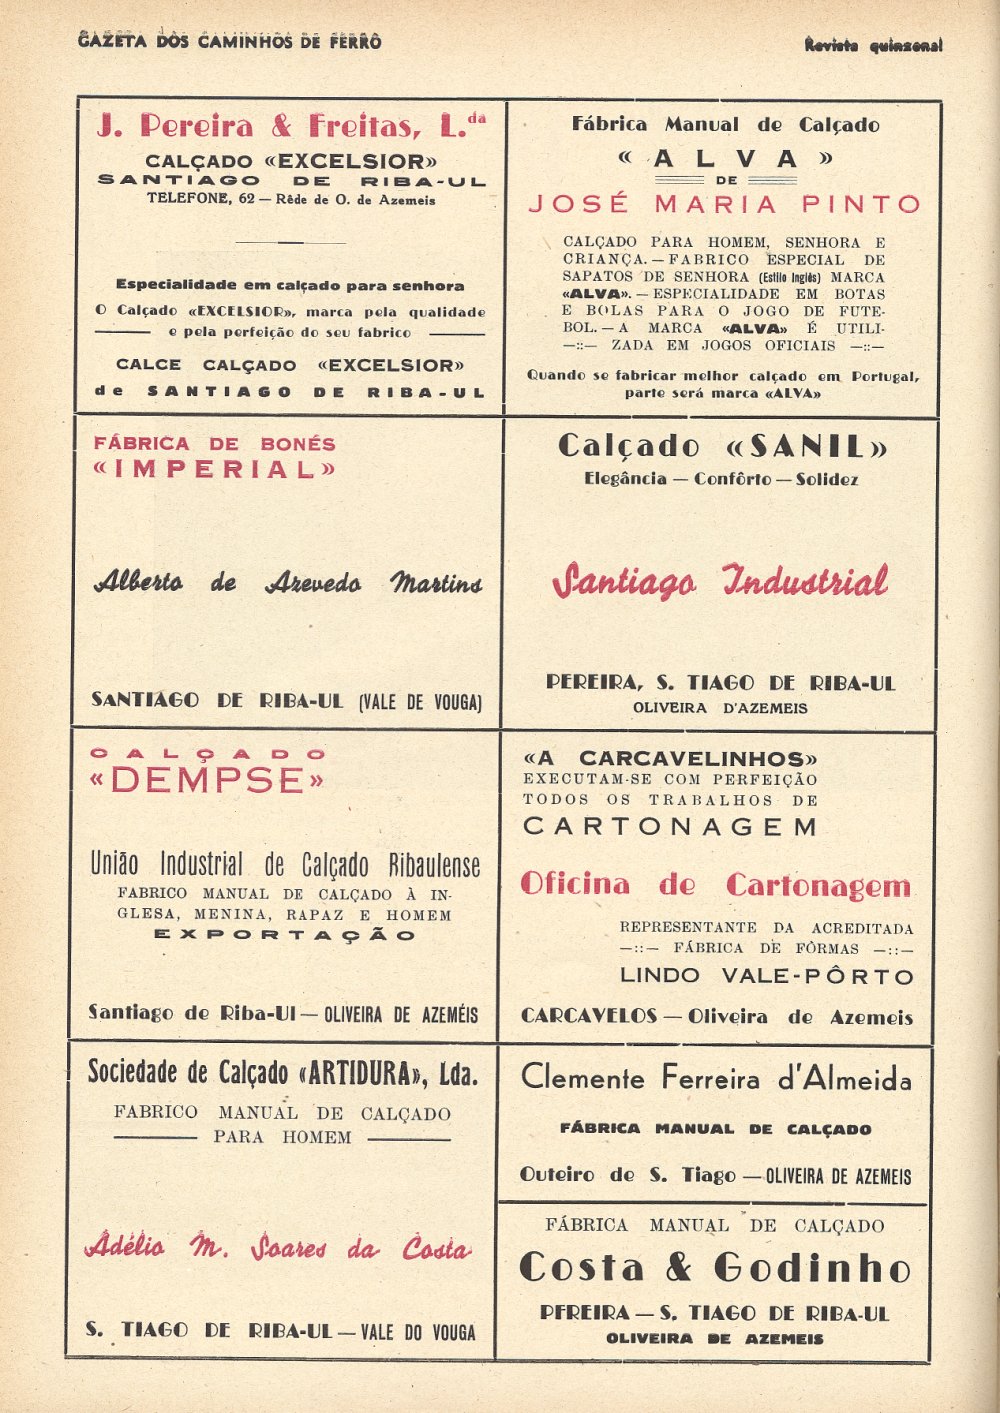 GAZETA DOS CAMINHOS DE FERRO
Revista quinzenal
J. Pereira & Freitas, L.da
CALÇADO «EXCELSIOR»
SANTIAGO DE RIBA-UL
TELEFONE, 62 — Rêde de O. de Azemeis
Especialidade em calçado para senhora
O Calçado «EXCELSIOR», marca pela qualidade
e pela perfeição do seu fabrico
CALCE CALÇADO «EXCELSIOR»
de SANTIAGO DE RIBA-UL
Fábrica Manual de Calçado
« A L V A »
DE
JOSÉ MARIA PINTO
CALÇADO PARA HOMEM, SENHORA E
CRIANÇA. — FABRICO ESPECIAL DE
SAPATOS DE SENHORA (Estilo Inglês) MARCA
«ALVA». — ESPECIALIDADE EM BOTAS
E BOLAS PARA O JOGO DE FUTE-
BOL. — A MARCA «ALVA» É UTILI-
—::— ZADA EM JOGOS OFICIAIS —::—
Quando se fabricar melhor calçado em Portugal,
parte será marca «ALVA»
FÁBRICA DE BONÉS
«IMPERIAL»
Alberto de Azevedo Martins
SANTIAGO DE RIBA-UL (VALE DE VOUGA)
Calçado «SANIL»
Elegância — Confôrto — Solidez
Santiago Industrial
PEREIRA, S. TIAGO DE RIBA-UL
OLIVEIRA D'AZEMEIS
CALÇADO
«DEMPSE»
União Industrial de Calçado Ribaulense
FABRICO MANUAL DE CALÇADO À IN-
GLESA, MENINA, RAPAZ E HOMEM
EXPORTAÇÃO
Santiago de Riba-Ul — OLIVEIRA DE AZEMÉIS
«A CARCAVELINHOS»
EXECUTAM-SE COM PERFEIÇÃO
TODOS OS TRABALHOS DE
CARTONAGEM
Oficina de Cartonagem
REPRESENTANTE DA ACREDITADA
—::— FÁBRICA DE FÔRMAS —::—
LINDO VALE-PÔRTO
CARCAVELOS — Oliveira de Azemeis
Sociedade de Calçado «ARTIDURA», Lda.
FABRICO MANUAL DE CALÇADO
PARA HOMEM
Adélio M. Soares da Costa
S. TIAGO DE RIBA-UL — VALE DO VOUGA
Clemente Ferreira d'Almeida
FÁBRICA MANUAL DE CALÇADO
Outeiro de S. Tiago — OLIVEIRA DE AZEMEIS
FÁBRICA MANUAL DE CALÇADO
Costa & Godinho
PEREIRA — S. TIAGO DE RIBA-UL
OLIVEIRA DE AZEMEIS